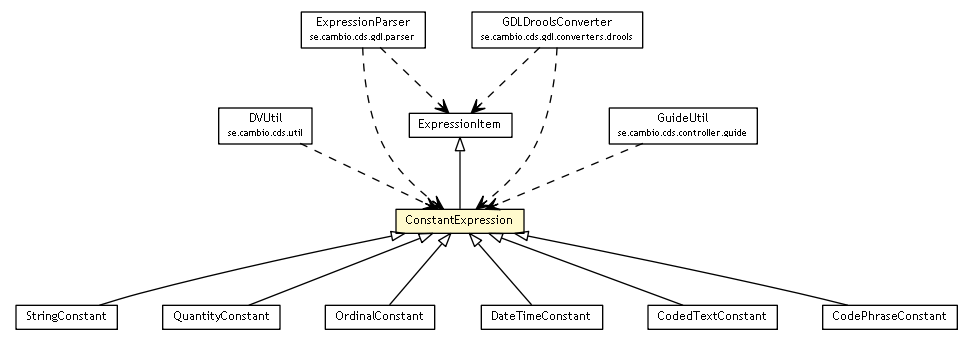 ExpressionParser
se.cambio.cds.gdl.parser
GDLDroolsConverter
se.cambio.cds.gdl.converters.drools
DVUtil
se.cambio.cds.util
ExpressionItem
GuideUtil
se.cambio.cds.controller.guide
ConstantExpression
StringConstant
QuantityConstant
OrdinalConstant
DateTimeConstant
CodedTextConstant
CodePhraseConstant